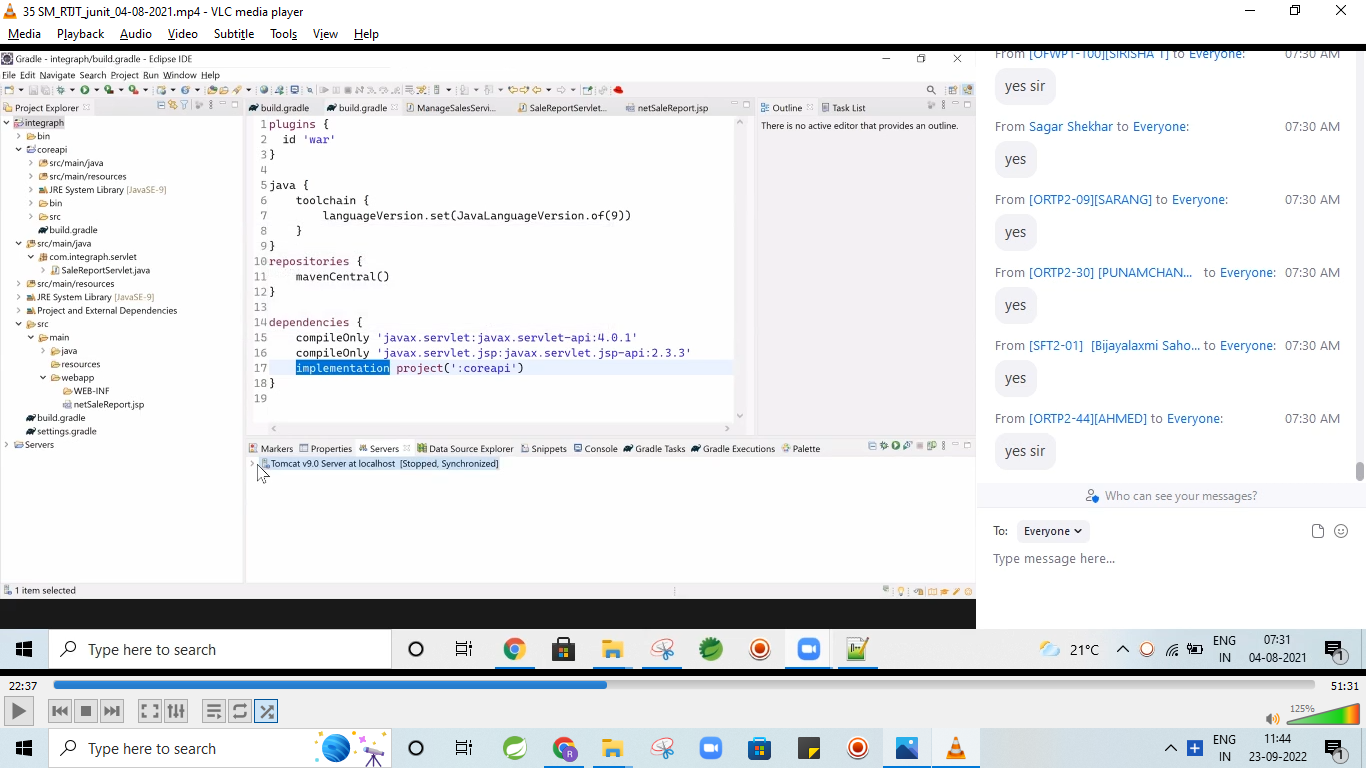 35 SM_RTJT_junit_04-08-2021.mp4 - VLC media player
Media Playback Audio Video Subtitle Tools View Help
Gradle - integraph/build.gradle - Eclipse IDE
File Edit Navigate Search Project Run Window Help
Project Explorer
integraph
bin
coreapi
src/main/java
src/main/resources
JRE System Library [JavaSE-9]
bin
src
build.gradle
src/main/java
com.integraph.servlet
SaleReportServlet.java
src/main/resources
JRE System Library [JavaSE-9]
Project and External Dependencies
src
main
java
resources
webapp
WEB-INF
netSaleReport.jsp
build.gradle
settings.gradle
Servers
build.gradle build.gradle ManageSalesServi... SaleReportServlet... netSaleReport.jsp
1 plugins {
2 id 'war'
3 }
4
5 java {
6 toolchain {
7 languageVersion.set(JavaLanguageVersion.of(9))
8 }
9 }
10 repositories {
11 mavenCentral()
12 }
13
14 dependencies {
15 compileOnly 'javax.servlet:javax.servlet-api:4.0.1'
16 compileOnly 'javax.servlet.jsp:javax.servlet.jsp-api:2.3.3'
17 implementation project(':coreapi')
18 }
19
Outline Task List
There is no active editor that provides an outline.
Markers Properties Servers Data Source Explorer Snippets Console Gradle Tasks Gradle Executions Palette
Tomcat v9.0 Server at localhost [Stopped, Synchronized]
1 item selected
From [OFWP1-100][SIRISHA T] to Everyone: 07:30 AM
yes sir
From Sagar Shekhar to Everyone: 07:30 AM
yes
From [ORTP2-09][SARANG] to Everyone: 07:30 AM
yes
From [ORTP2-30] [PUNAMCHAN... to Everyone: 07:30 AM
yes
From [SFT2-01] [Bijayalaxmi Saho... to Everyone: 07:30 AM
yes
From [ORTP2-44][AHMED] to Everyone: 07:30 AM
yes sir
Who can see your messages?
To: Everyone
Type message here...
Type here to search
21°C
ENG
IN
07:31
04-08-2021
1
22:37
51:31
125%
Type here to search
ENG
IN
11:44
23-09-2022
1